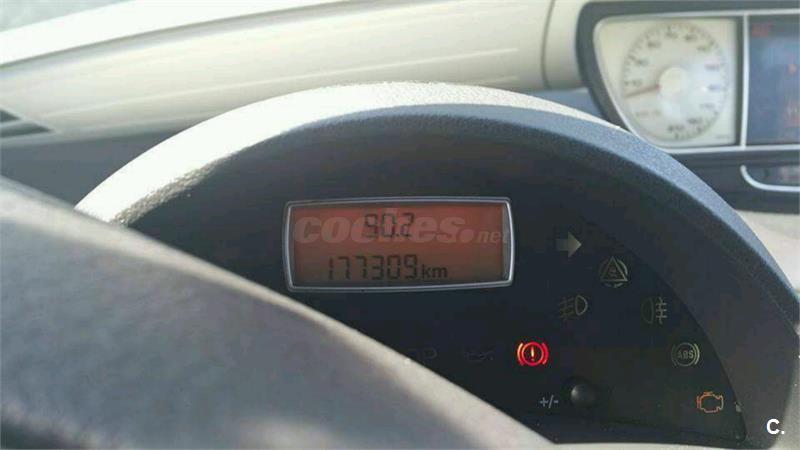 coches.net
90.2
177309 km
ABS
+/-
C.